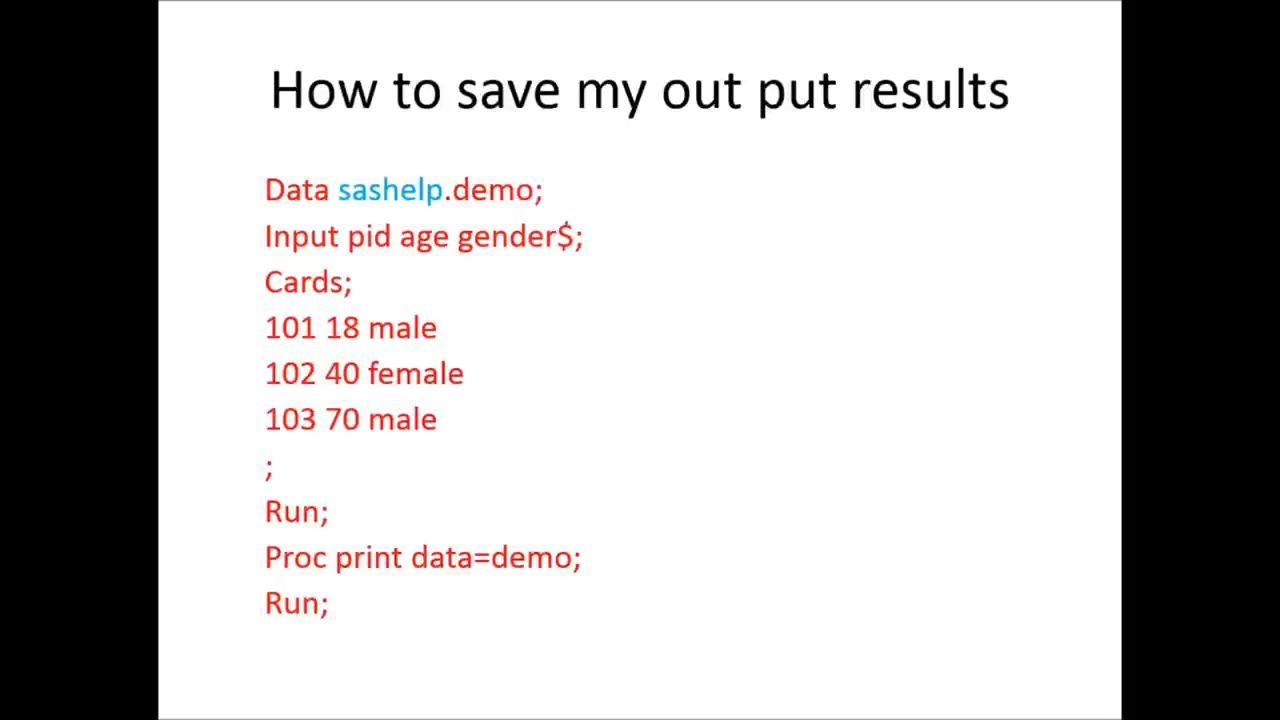 How to save my out put results
Data sashelp.demo;
Input pid age gender$;
Cards;
101 18 male
102 40 female
103 70 male
;
Run;
Proc print data=demo;
Run;